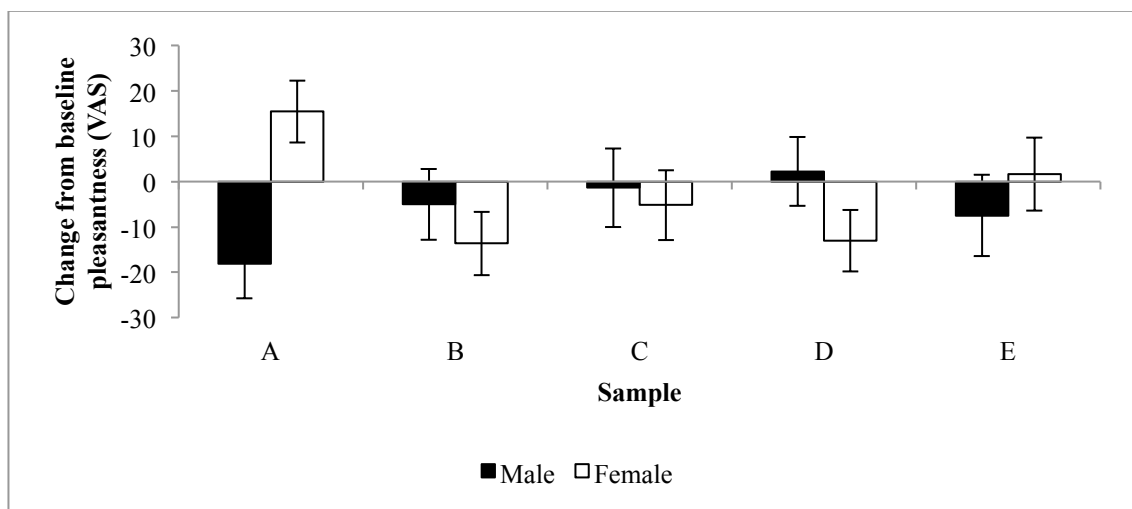 Change from baseline
pleasantness (VAS)
30
20
10
0
-10
-20
-30
A B C D E
Sample
Male Female